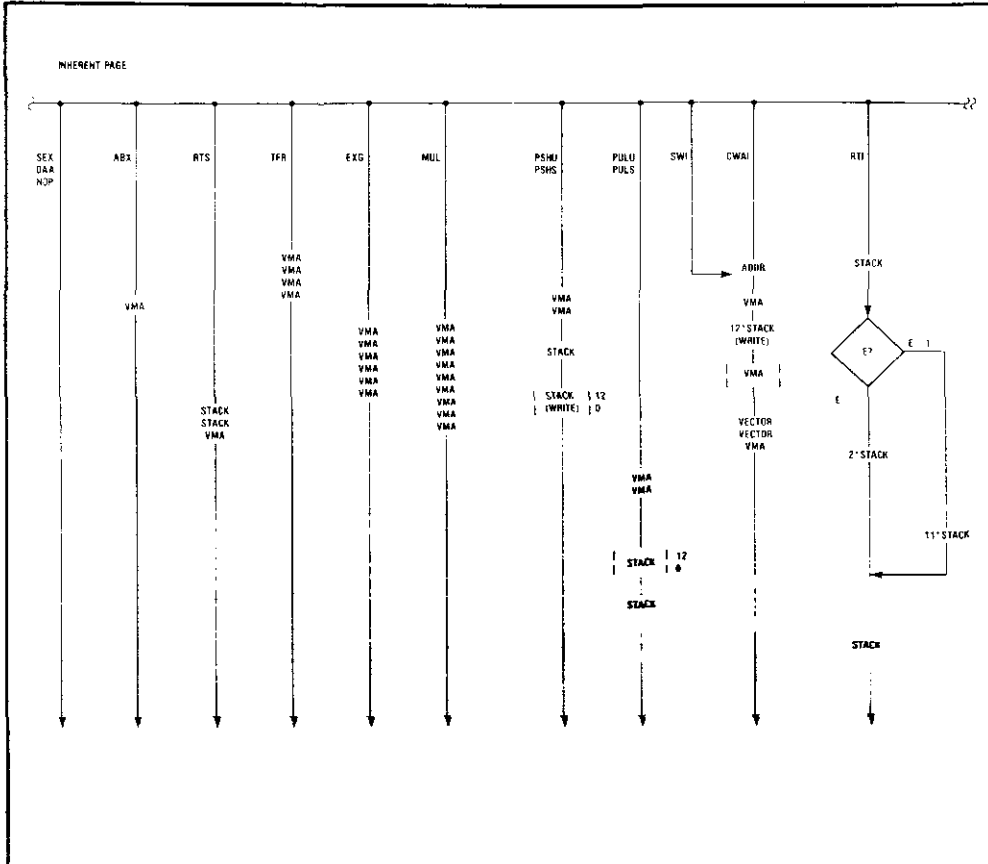 INHERENT PAGE
SEX
DAA
NOP
ABX
VMA
RTS
STACK
STACK
VMA
TFR
VMA
VMA
VMA
VMA
EXG
VMA
VMA
VMA
VMA
VMA
VMA
MUL
VMA
VMA
VMA
VMA
VMA
VMA
VMA
VMA
VMA
PSHU
PSHS
VMA
VMA
STACK
STACK 12
(WRITE) 0
PULU
PULS
VMA
VMA
STACK 12
0
STACK
SWI
CWAI
ADDR
VMA
12*STACK
(WRITE)
VMA
VECTOR
VECTOR
VMA
RTI
STACK
E?
E 1
E
2*STACK
11*STACK
STACK